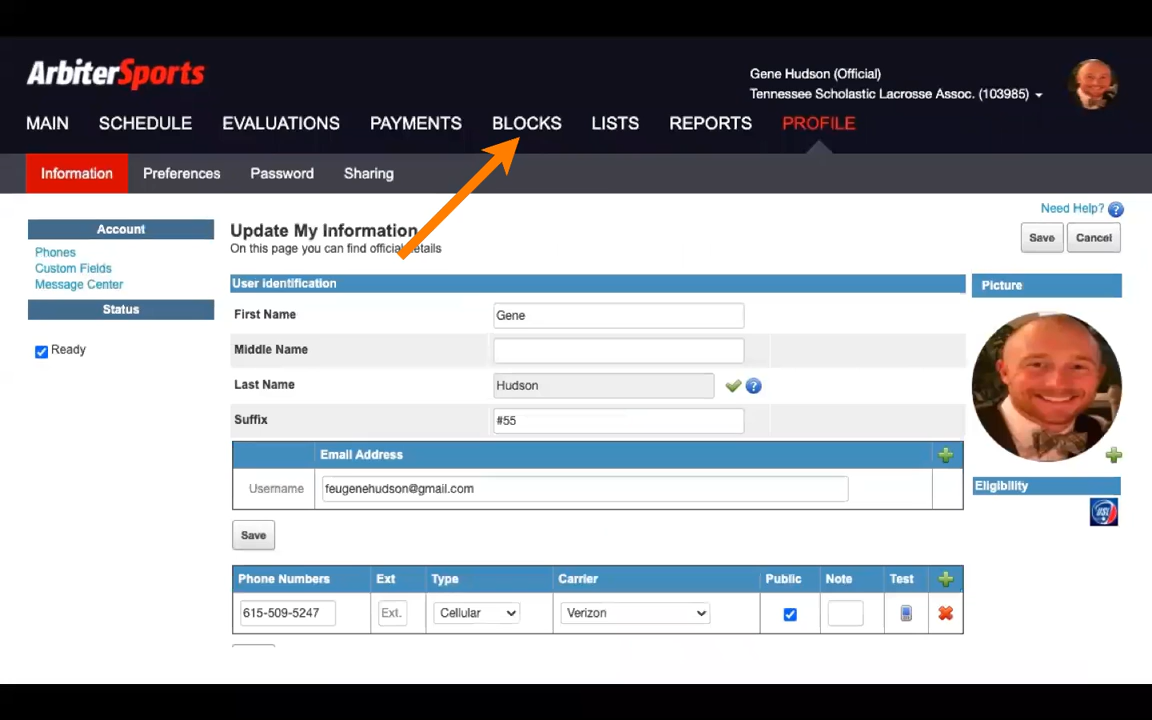 ArbiterSports
Gene Hudson (Official)
Tennessee Scholastic Lacrosse Assoc. (103985)
MAIN SCHEDULE EVALUATIONS PAYMENTS BLOCKS LISTS REPORTS PROFILE
Information Preferences Password Sharing
Need Help? ?
Account
Phones
Custom Fields
Message Center
Status
Ready
Update My Information
On this page you can find official details
Save Cancel
User identification
First Name Gene
Middle Name
Last Name Hudson ?
Suffix #55
Email Address
Username feugenehudson@gmail.com
Save
Phone Numbers Ext Type Carrier Public Note Test
615-509-5247 Ext. Cellular Verizon
Picture
Eligibility
USL